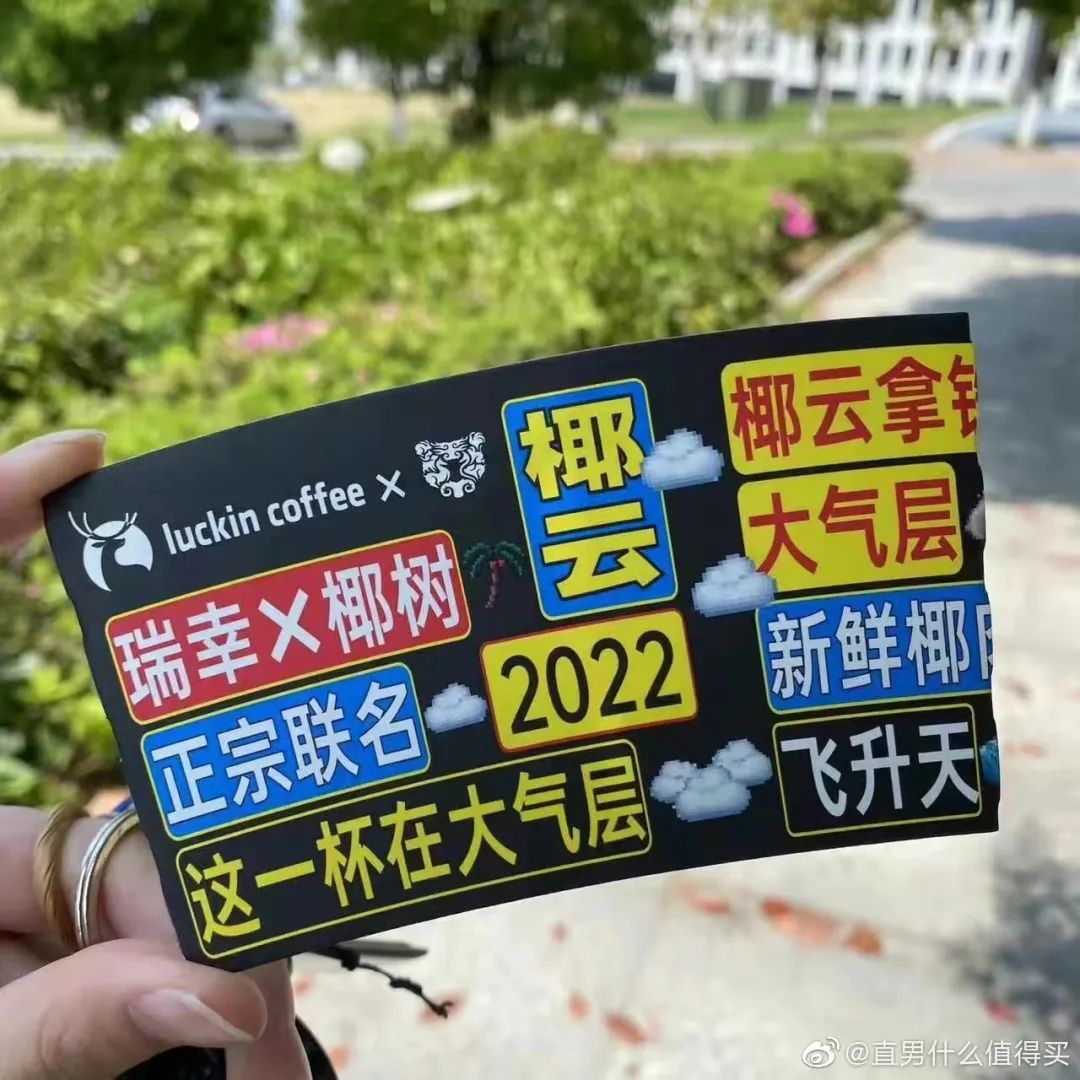 luckin coffee ×
瑞幸×椰树
正宗联名
2022
这一杯在大气层
椰云
椰云拿铁
大气层
新鲜椰
飞升天
@直男什么值得买